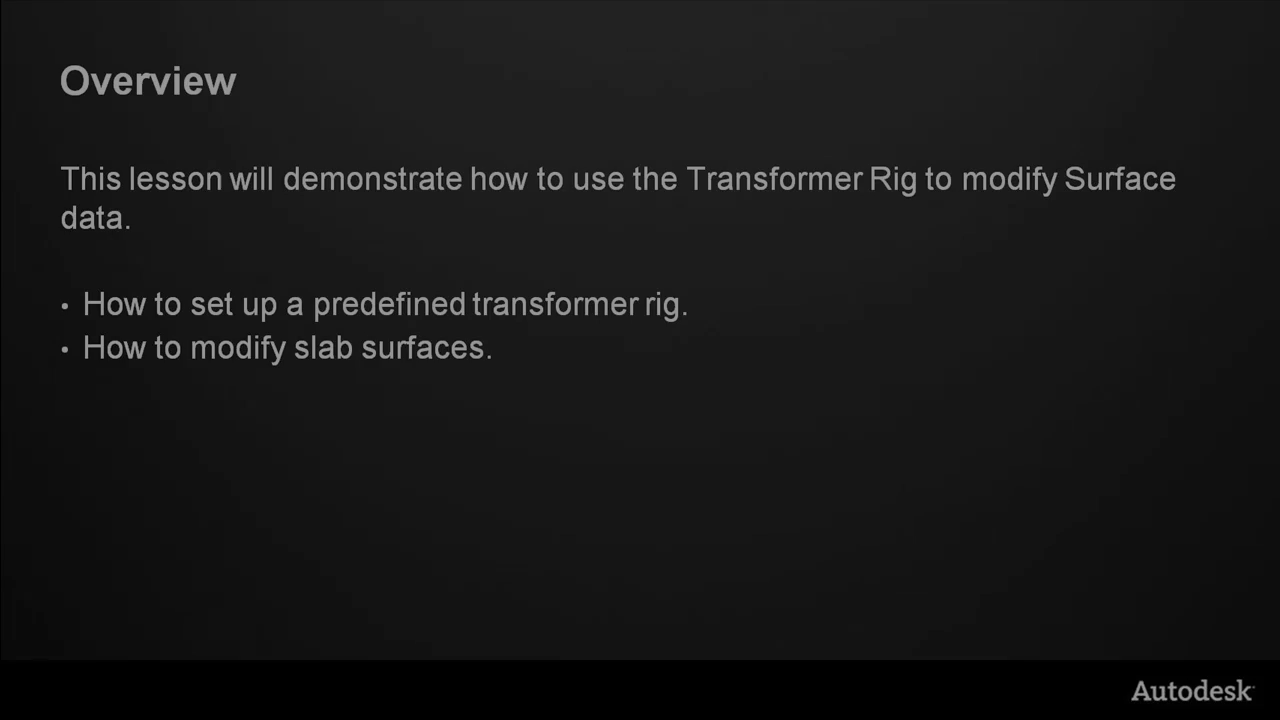 Overview
This lesson will demonstrate how to use the Transformer Rig to modify Surface
data.
• How to set up a predefined transformer rig.
• How to modify slab surfaces.
Autodesk